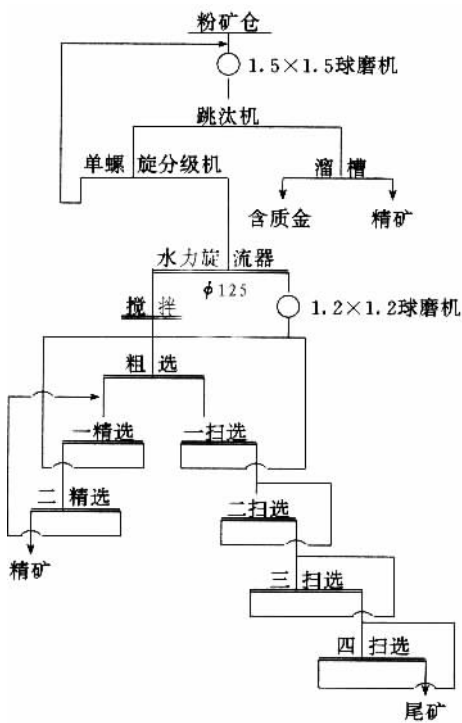 粉矿仓
1.5×1.5球磨机
跳汰机
单螺旋分级机
溜槽
含质金
精矿
水力旋流器
φ125
搅拌
1.2×1.2球磨机
粗选
一精选
一扫选
二精选
二扫选
精矿
三扫选
四扫选
尾矿